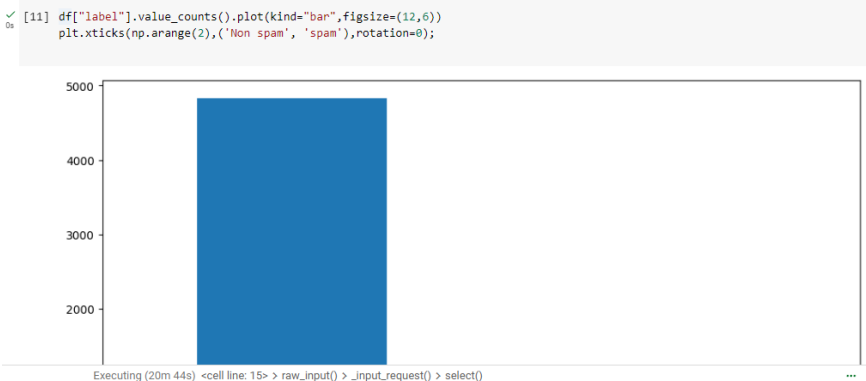 [11] df["label"].value_counts().plot(kind="bar",figsize=(12,6))
0s
plt.xticks(np.arange(2),('Non spam', 'spam'),rotation=0);
5000
4000
3000
2000
Executing (20m 44s) <cell line: 15> > raw_input() > _input_request() > select()